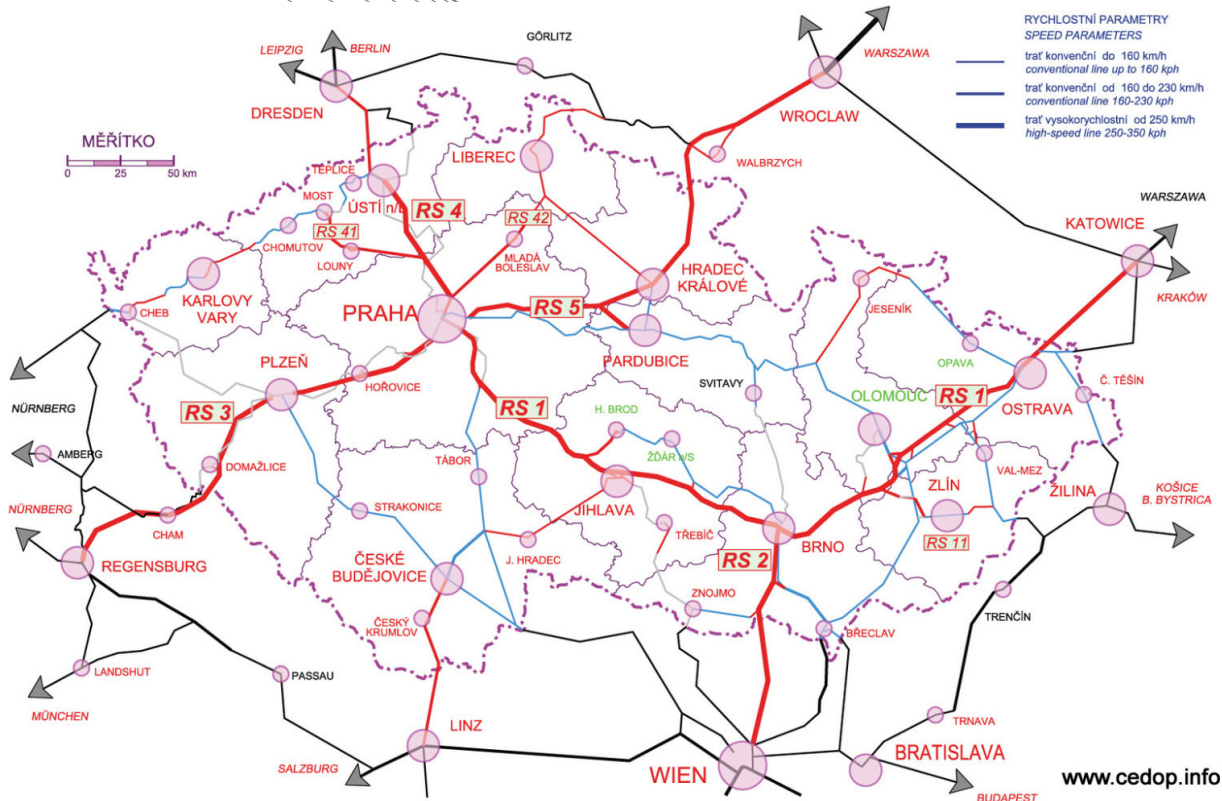 LEIPZIG
BERLIN
GÖRLITZ
WARSZAWA
RYCHLOSTNÍ PARAMETRY
SPEED PARAMETERS
trať konvenční do 160 km/h
conventional line up to 160 kph
trať konvenční od 160 do 230 km/h
conventional line 160-230 kph
trať vysokorychlostní od 250 km/h
high-speed line 250-350 kph
DRESDEN
WROCLAW
MĚŘÍTKO
0 25 50 km
LIBEREC
WALBRZYCH
TEPLICE
MOST
ÚSTÍ n/L
RS 4
RS 42
WARSZAWA
KATOWICE
RS 41
CHOMUTOV
LOUNY
MLADÁ
BOLESLAV
HRADEC
KRÁLOVÉ
KARLOVY
VARY
CHEB
PRAHA
RS 5
JESENÍK
KRAKÓW
PLZEŇ
HOŘOVICE
PARDUBICE
OPAVA
SVITAVY
OLOMOUC
RS 1
OSTRAVA
Č. TĚŠÍN
NÜRNBERG
RS 3
RS 1
H. BROD
ŽĎÁR n/S
AMBERG
DOMAŽLICE
TÁBOR
VAL-MEZ
ZLÍN
ŽILINA
KOŠICE
B. BYSTRICA
NÜRNBERG
STRAKONICE
JIHLAVA
CHAM
TŘEBÍČ
BRNO
RS 11
REGENSBURG
ČESKÉ
BUDĚJOVICE
J. HRADEC
RS 2
ZNOJMO
TRENČÍN
ČESKÝ
KRUMLOV
BŘECLAV
LANDSHUT
PASSAU
MÜNCHEN
LINZ
TRNAVA
SALZBURG
WIEN
BRATISLAVA
BUDAPEST
www.cedop.info